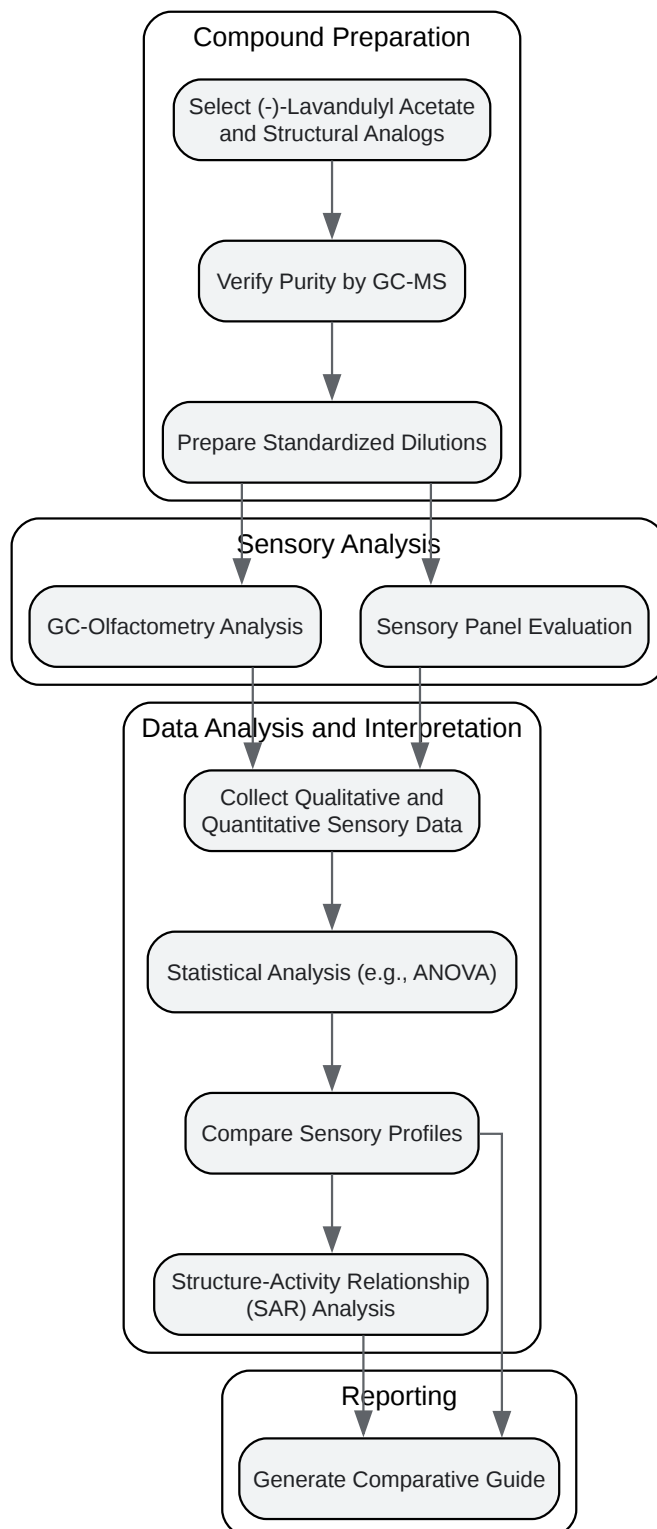 Compound Preparation
Select (-)-Lavandulyl Acetate
and Structural Analogs
Verify Purity by GC-MS
Prepare Standardized Dilutions
Sensory Analysis
GC-Olfactometry Analysis
Sensory Panel Evaluation
Data Analysis and Interpretation
Collect Qualitative and
Quantitative Sensory Data
Statistical Analysis (e.g., ANOVA)
Compare Sensory Profiles
Structure-Activity Relationship
(SAR) Analysis
Reporting
Generate Comparative Guide